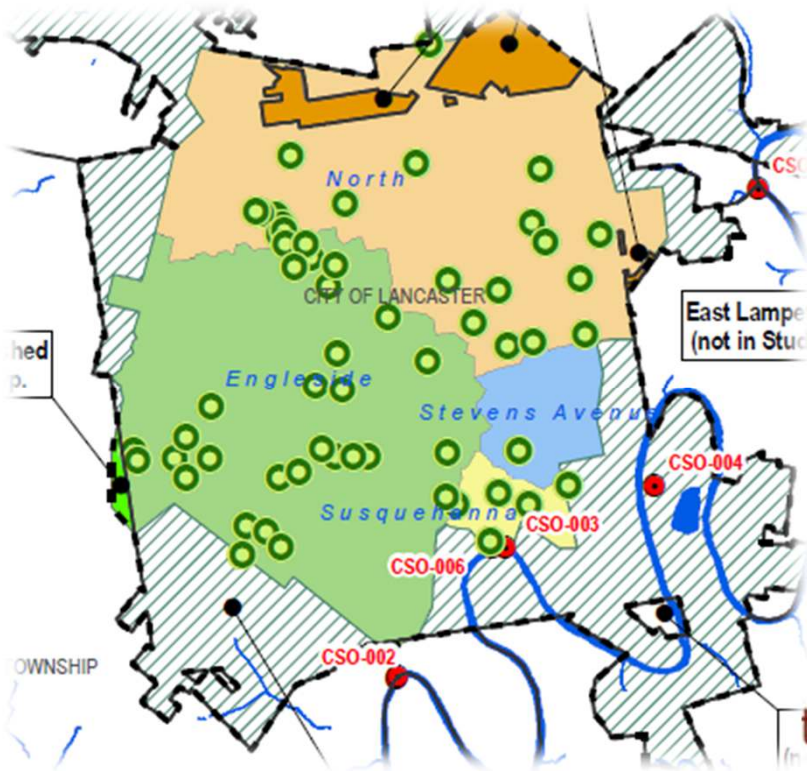 CSO
North
CITY OF LANCASTER
East Lampe
(not in Stud
hed
p.
Engleside
Stevens Avenue
CSO-004
Susquehanna
CSO-003
CSO-006
CSO-002
OWNSHIP